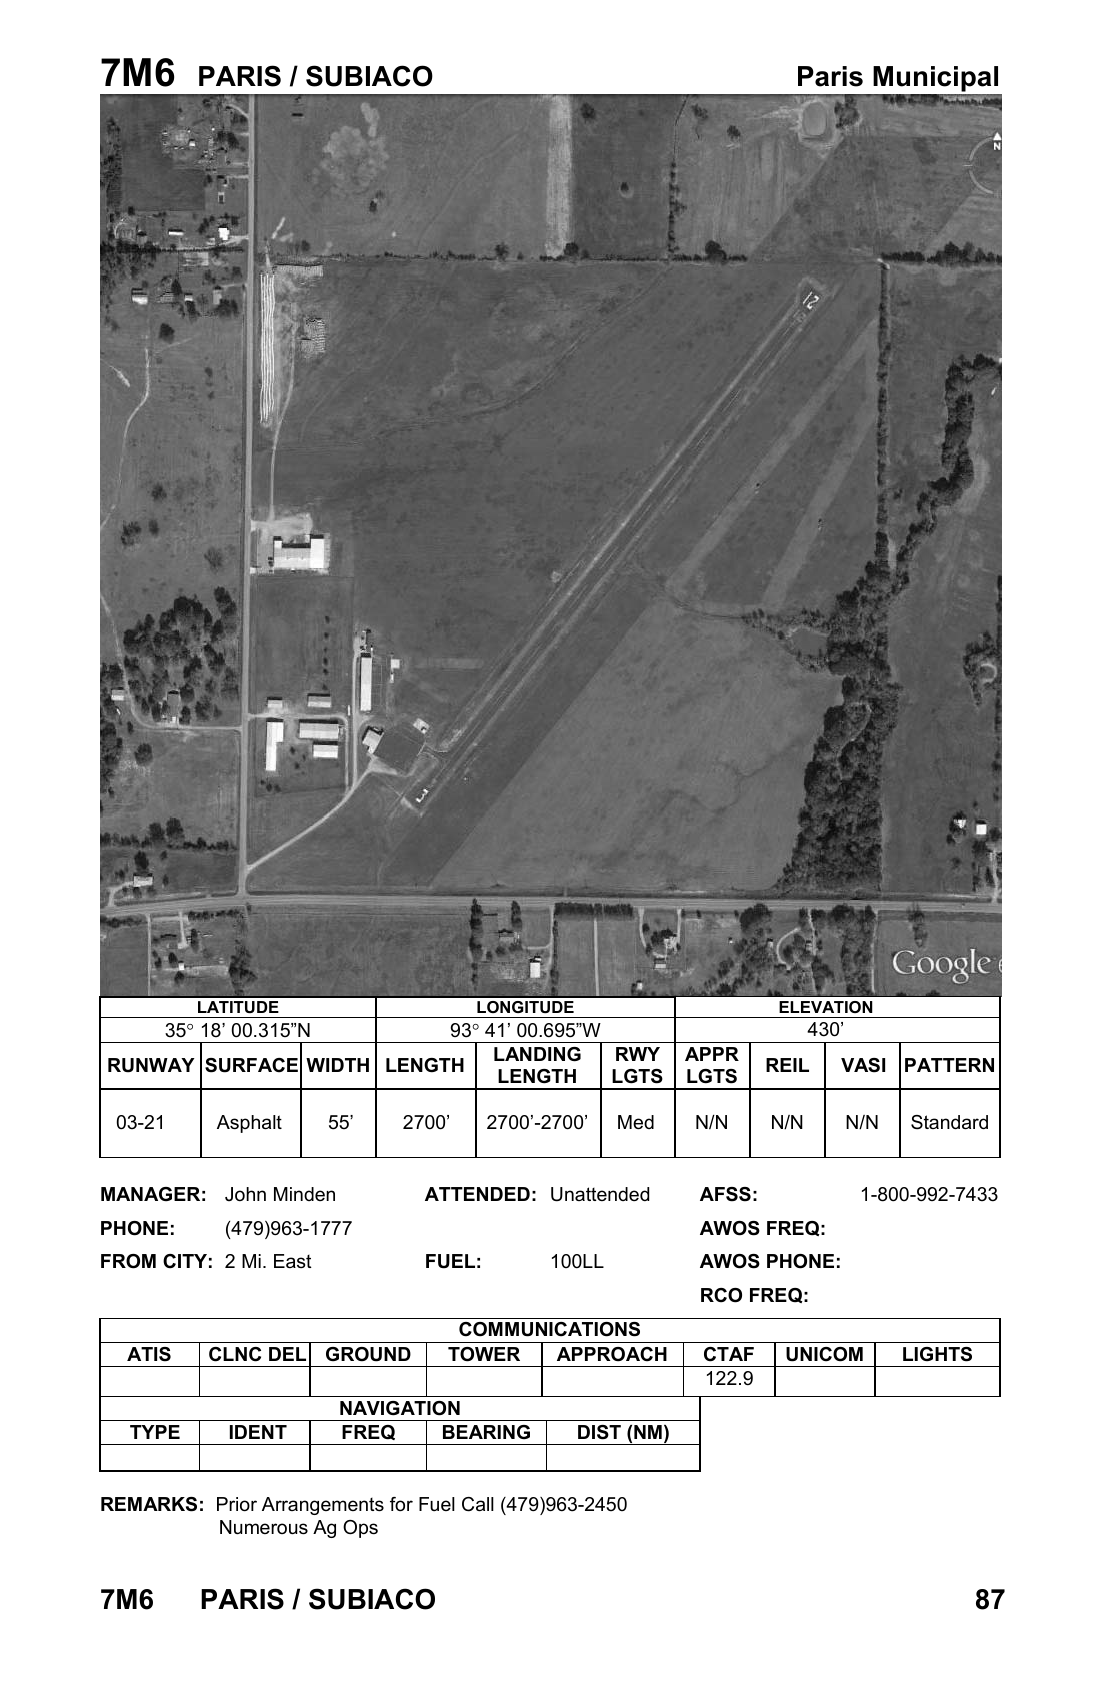 7M6 PARIS / SUBIACO Paris Municipal
N
12
3
Google
LATITUDE LONGITUDE ELEVATION
35° 18’ 00.315”N 93° 41’ 00.695”W 430’
RUNWAY SURFACE WIDTH LENGTH LANDING LENGTH RWY LGTS APPR LGTS REIL VASI PATTERN
03-21 Asphalt 55’ 2700’ 2700’-2700’ Med N/N N/N N/N Standard
MANAGER: John Minden ATTENDED: Unattended AFSS: 1-800-992-7433
PHONE: (479)963-1777 AWOS FREQ:
FROM CITY: 2 Mi. East FUEL: 100LL AWOS PHONE:
RCO FREQ:
COMMUNICATIONS
ATIS CLNC DEL GROUND TOWER APPROACH CTAF UNICOM LIGHTS
122.9
NAVIGATION
TYPE IDENT FREQ BEARING DIST (NM)
REMARKS: Prior Arrangements for Fuel Call (479)963-2450
Numerous Ag Ops
7M6 PARIS / SUBIACO 87